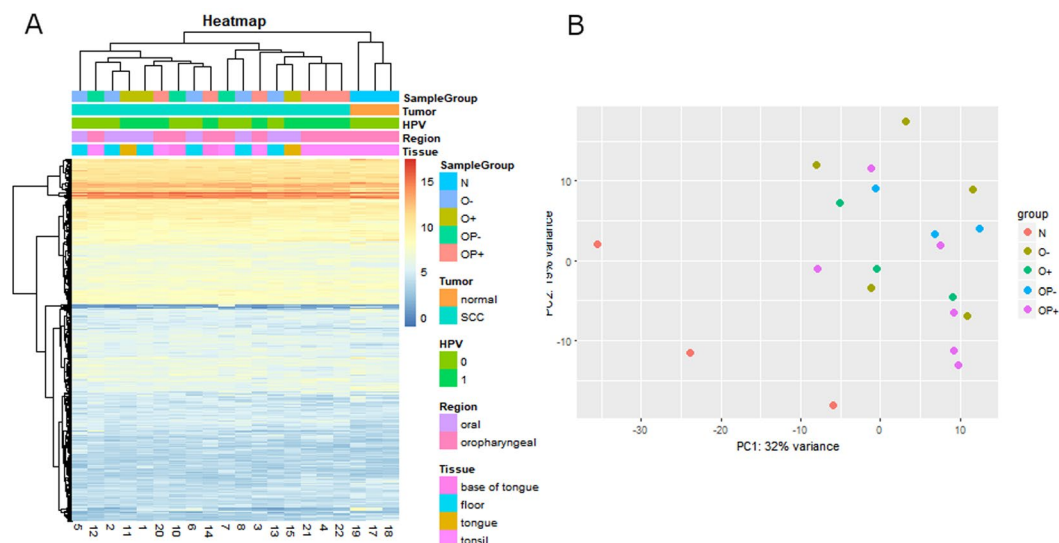 A
Heatmap
SampleGroup
Tumor
HPV
Region
Tissue
15
10
5
0
SampleGroup
N
O-
O+
OP-
OP+
Tumor
normal
SCC
HPV
0
1
Region
oral
oropharyngeal
Tissue
base of tongue
floor
tongue
tonsil
5 12 2 11 1 20 10 6 14 7 8 3 13 15 21 4 22 19 17 18
B
PC2: 19% variance
10
0
-10
-30 -20 -10 0 10
PC1: 32% variance
group
N
O-
O+
OP-
OP+